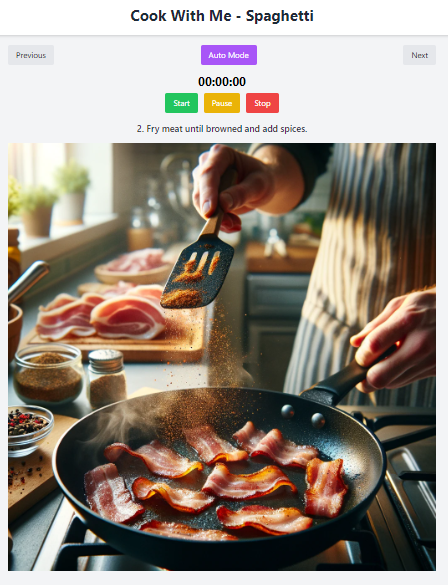 Cook With Me - Spaghetti
Previous
Auto Mode
Next
00:00:00
Start
Pause
Stop
2. Fry meat until browned and add spices.